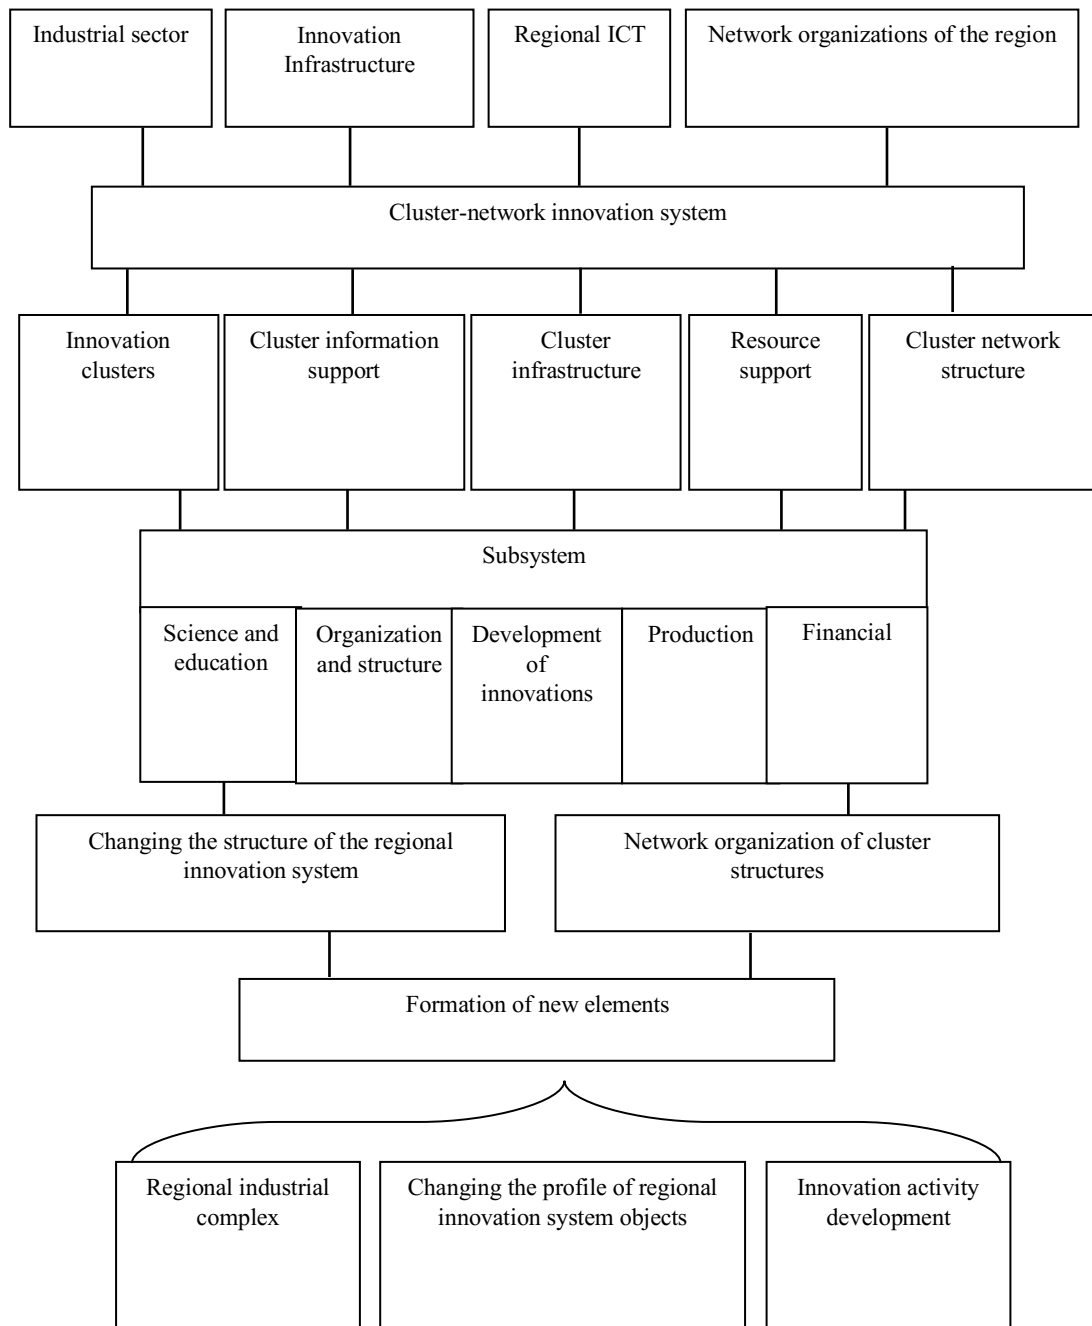 Industrial sector
Innovation
Infrastructure
Regional ICT
Network organizations of the region
Cluster-network innovation system
Innovation
clusters
Cluster information
support
Cluster
infrastructure
Resource
support
Cluster network
structure
Subsystem
Science and
education
Organization
and structure
Development
of
innovations
Production
Financial
Changing the structure of the regional
innovation system
Network organization of cluster
structures
Formation of new elements
Regional industrial
complex
Changing the profile of regional
innovation system objects
Innovation activity
development